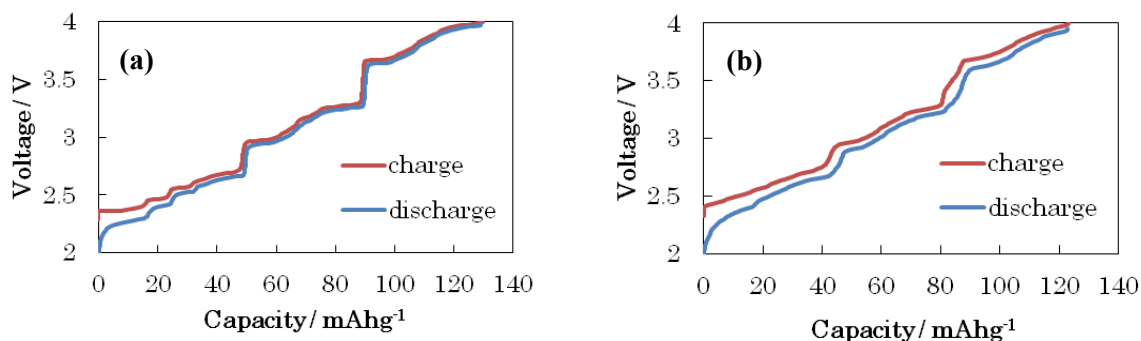 (a)
Voltage / V
4
3.5
3
2.5
2
charge
discharge
0 20 40 60 80 100 120 140
Capacity / mAhg-1
(b)
Voltage / V
4
3.5
3
2.5
2
charge
discharge
0 20 40 60 80 100 120 140
Capacity / mAhg-1